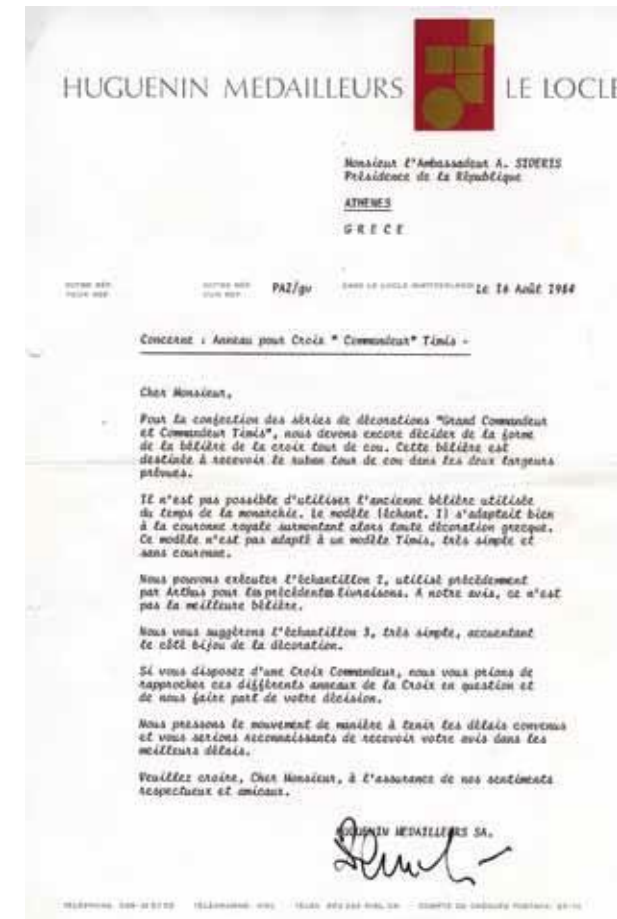 HUGUENIN MEDAILLEURS LE LOCLE
Monsieur l'Ambassadeur A. SIDERIS
Présidence de la République
ATHENES
GRECE
PAZ/gv Le 16 Août 1984
Concerne : Anneau pour Croix " Commandeur" Timis -
Cher Monsieur,
Pour la confection des séries de décorations "Grand Commandeur
et Commandeur Timis", nous devons encore décider de la forme
de la bélière de la croix tour de cou. Cette bélière est
destinée à recevoir le ruban tour de cou dans les deux largeurs
prévues.
Il n'est pas possible d'utiliser l'ancienne bélière utilisée
du temps de la monarchie. Le modèle (échant. 1) s'adaptait bien
à la couronne royale surmontant alors toute décoration grecque.
Ce modèle n'est pas adapté à un modèle Timis, très simple et
sans couronne.
Nous pouvons exécuter l'échantillon 2, utilisé précédemment
par Arthus pour les précédentes livraisons. A notre avis, ce n'est
pas la meilleure bélière.
Nous vous suggérons l'échantillon 3, très simple, accentuant
le côté bijou de la décoration.
Si vous disposez d'une Croix Commandeur, nous vous prions de
rapprocher ces différents anneaux de la Croix en question et
de nous faire part de votre décision.
Nous pressons le mouvement de manière à tenir les délais convenus
et vous serions reconnaissants de recevoir votre avis dans les
meilleurs délais.
Veuillez croire, Cher Monsieur, à l'assurance de nos sentiments
respectueux et amicaux.
HUGUENIN MEDAILLEURS SA.